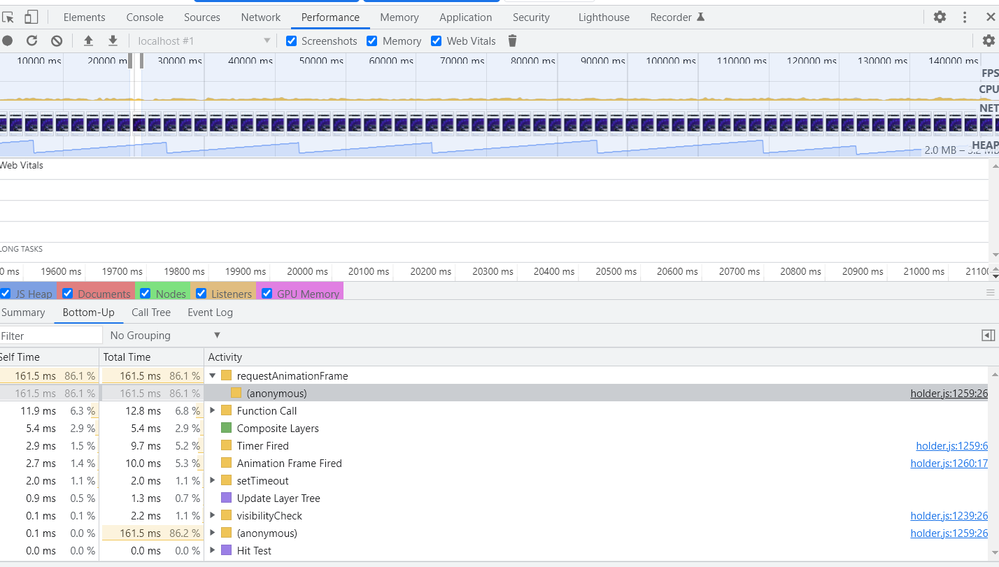 Elements Console Sources Network Performance Memory Application Security Lighthouse Recorder
localhost #1 Screenshots Memory Web Vitals
10000 ms 20000 m 30000 ms 40000 ms 50000 ms 60000 ms 70000 ms 80000 ms 90000 ms 100000 ms 110000 ms 120000 ms 130000 ms 140000 ms
FPS
CPU
NET
HEAP
2.0 MB –
Web Vitals
LONG TASKS
0 ms 19600 ms 19700 ms 19800 ms 19900 ms 20000 ms 20100 ms 20200 ms 20300 ms 20400 ms 20500 ms 20600 ms 20700 ms 20800 ms 20900 ms 21000 ms 2110
JS Heap Documents Nodes Listeners GPU Memory
Summary Bottom-Up Call Tree Event Log
Filter No Grouping
Self Time Total Time Activity
161.5 ms 86.1 % 161.5 ms 86.1 % requestAnimationFrame
161.5 ms 86.1 % 161.5 ms 86.1 % (anonymous) holder.js:1259:26
11.9 ms 6.3 % 12.8 ms 6.8 % Function Call
5.4 ms 2.9 % 5.4 ms 2.9 % Composite Layers
2.9 ms 1.5 % 9.7 ms 5.2 % Timer Fired holder.js:1259:6
2.7 ms 1.4 % 10.0 ms 5.3 % Animation Frame Fired holder.js:1260:17
2.0 ms 1.1 % 2.0 ms 1.1 % setTimeout
0.9 ms 0.5 % 1.3 ms 0.7 % Update Layer Tree
0.1 ms 0.1 % 2.2 ms 1.1 % visibilityCheck holder.js:1239:26
0.1 ms 0.0 % 161.5 ms 86.2 % (anonymous) holder.js:1259:26
0.0 ms 0.0 % 0.0 ms 0.0 % Hit Test